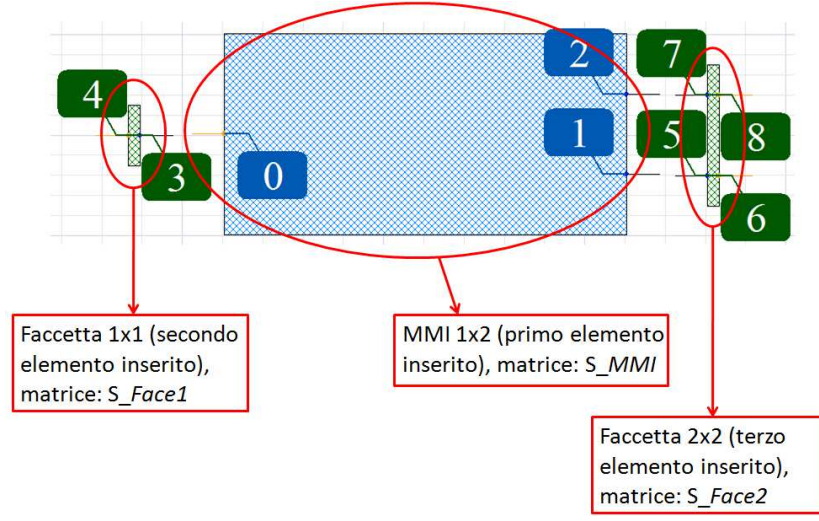 2
7
4
1
5
8
3
0
6
Faccetta 1x1 (secondo
elemento inserito),
matrice: S_Face1
MMI 1x2 (primo elemento
inserito), matrice: S_MMI
Faccetta 2x2 (terzo
elemento inserito),
matrice: S_Face2